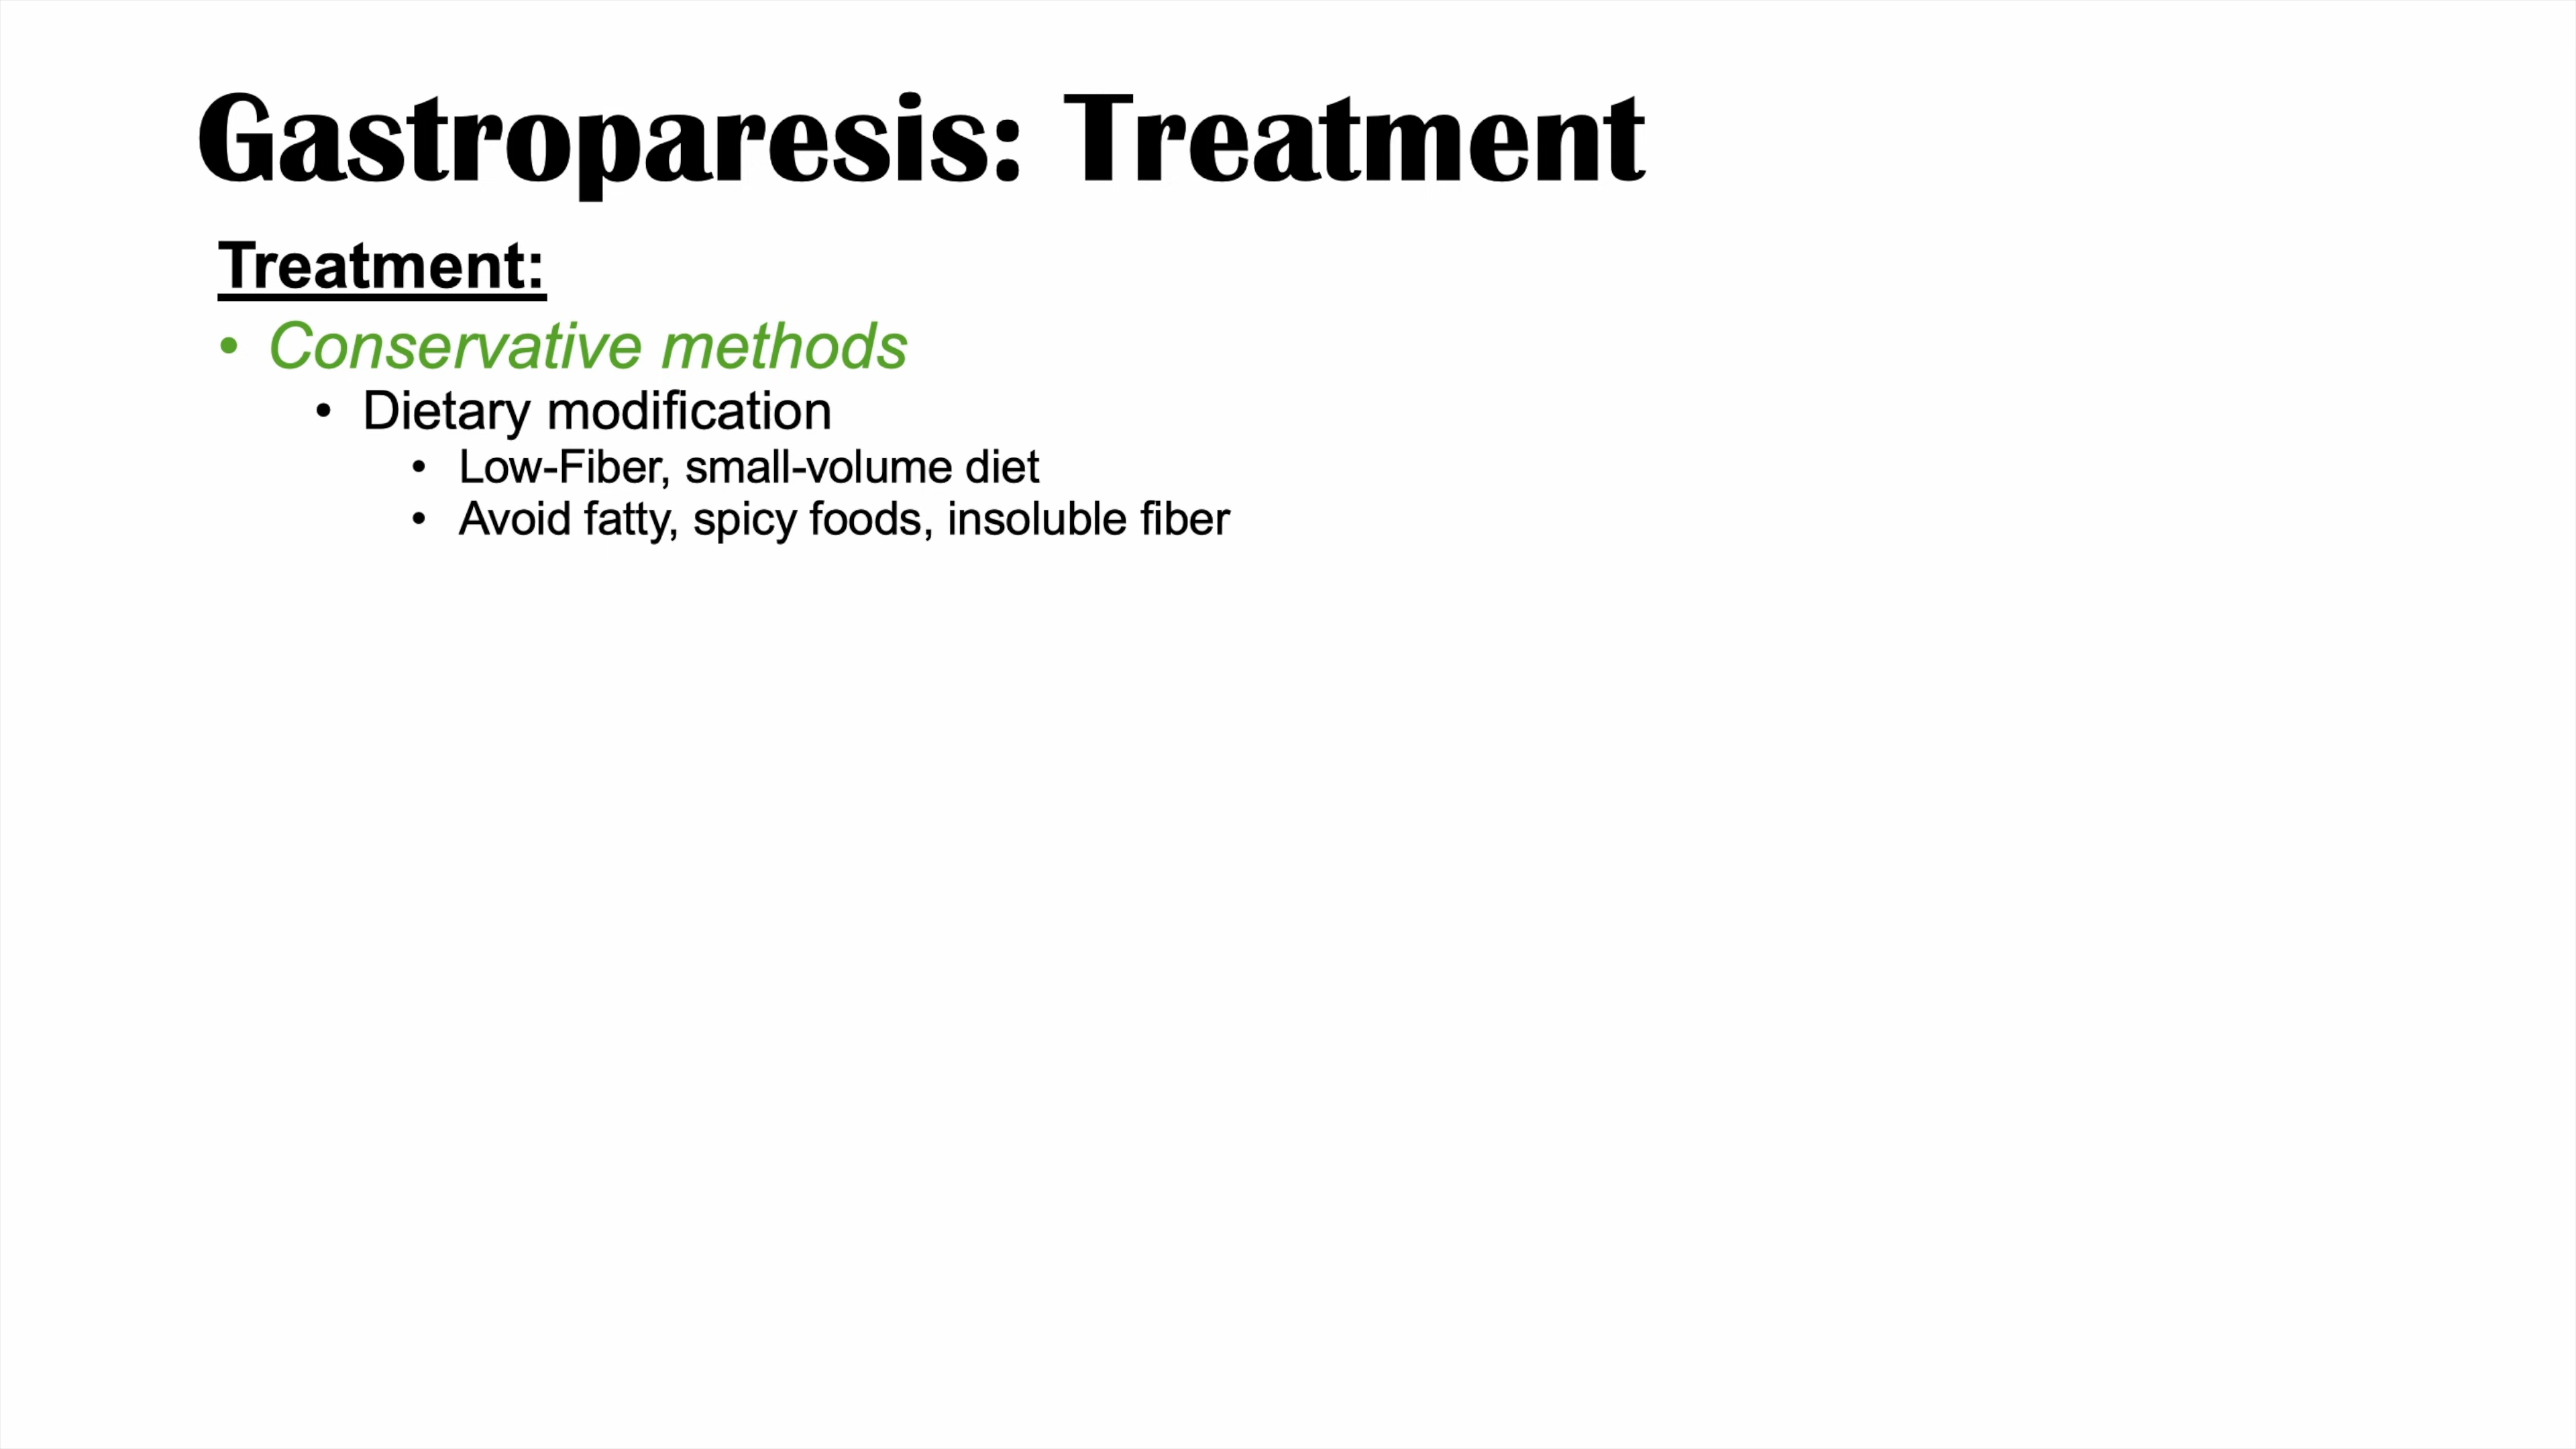 Gastroparesis: Treatment
Treatment:
• Conservative methods
• Dietary modification
• Low-Fiber, small-volume diet
• Avoid fatty, spicy foods, insoluble fiber